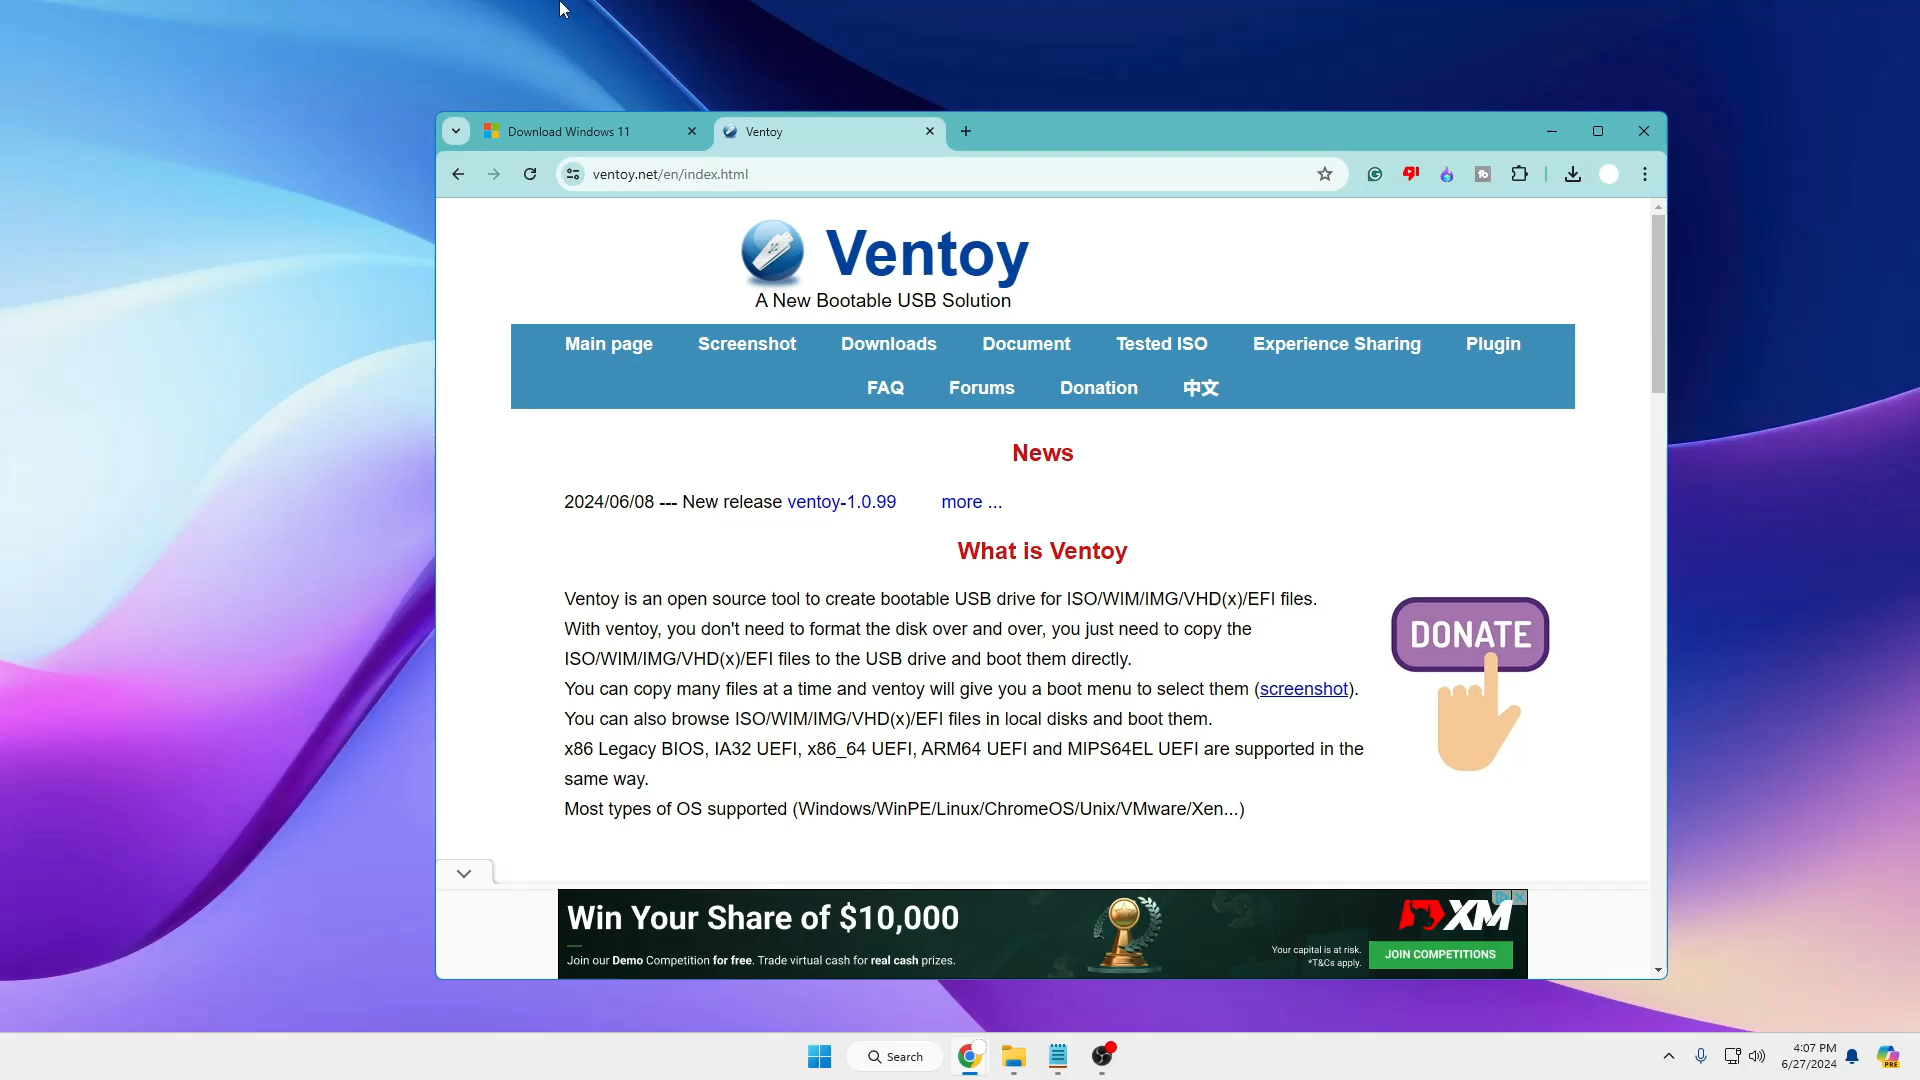 Download Windows 11
Ventoy
ventoy.net/en/index.html
Ventoy
A New Bootable USB Solution
Main page Screenshot Downloads Document Tested ISO Experience Sharing Plugin
FAQ Forums Donation 中文
News
2024/06/08 --- New release ventoy-1.0.99 more ...
What is Ventoy
Ventoy is an open source tool to create bootable USB drive for ISO/WIM/IMG/VHD(x)/EFI files.
With ventoy, you don't need to format the disk over and over, you just need to copy the
ISO/WIM/IMG/VHD(x)/EFI files to the USB drive and boot them directly.
You can copy many files at a time and ventoy will give you a boot menu to select them (screenshot).
You can also browse ISO/WIM/IMG/VHD(x)/EFI files in local disks and boot them.
x86 Legacy BIOS, IA32 UEFI, x86_64 UEFI, ARM64 UEFI and MIPS64EL UEFI are supported in the
same way.
Most types of OS supported (Windows/WinPE/Linux/ChromeOS/Unix/VMware/Xen...)
DONATE
Win Your Share of $10,000
Join our Demo Competition for free. Trade virtual cash for real cash prizes.
XM
Your capital is at risk.
*T&Cs apply.
JOIN COMPETITIONS
Search
4:07 PM
6/27/2024
PRE